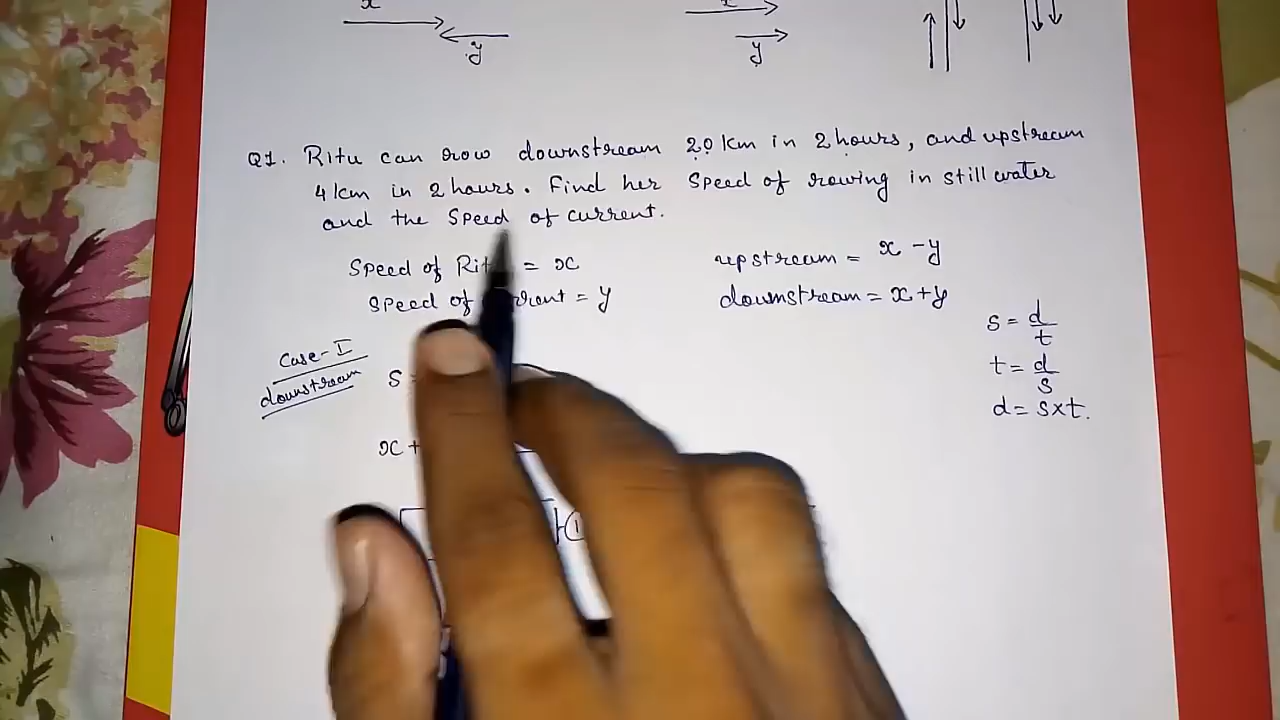 x
x
y
y
Q1. Ritu can row downstream 20 km in 2 hours, and upstream
4 km in 2 hours. Find her Speed of rowing in still water
and the Speed of current.
Speed of = x
upstream = x - y
Speed of = y
downstream = x + y
s = d/t
Case-I
downstream
s =
t = d/s
d = s x t.
x +
1